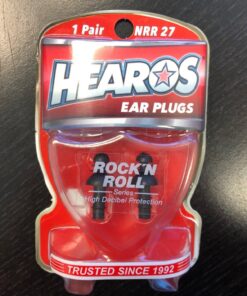 1 Pair NRR 27
HEAROS
EAR PLUGS
ROCK'N
ROLL
Series
High Decibel Protection
TRUSTED SINCE 1992